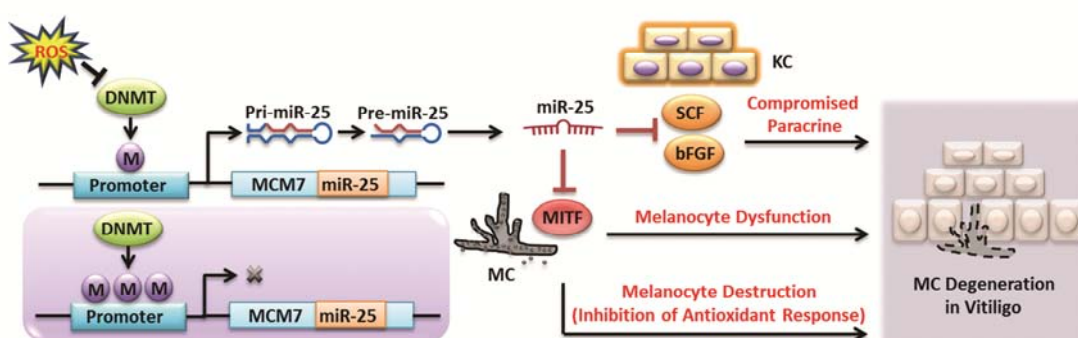 ROS
DNMT
M
Promoter
Pri-miR-25
Pre-miR-25
MCM7
miR-25
DNMT
M M M
Promoter
MCM7
miR-25
miR-25
KC
SCF
bFGF
Compromised
Paracrine
MITF
MC
Melanocyte Dysfunction
Melanocyte Destruction
(Inhibition of Antioxidant Response)
MC Degeneration
in Vitiligo